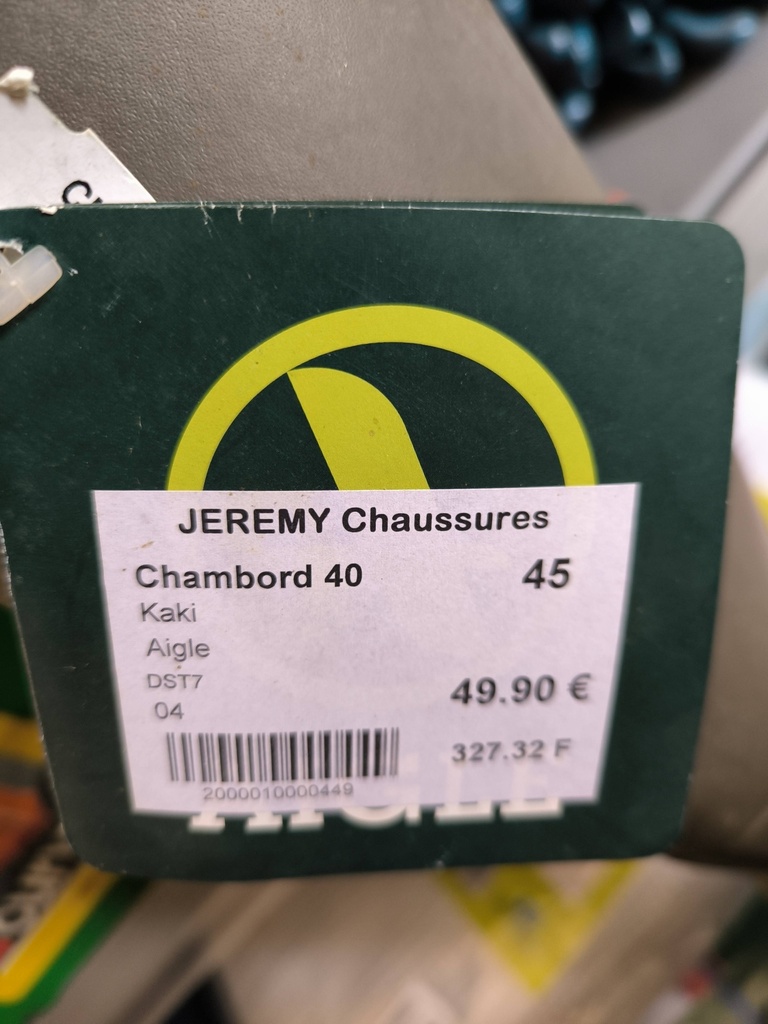 JEREMY Chaussures
Chambord 40 45
Kaki
Aigle
DST7
04
49.90 €
327.32 F
2000010000449